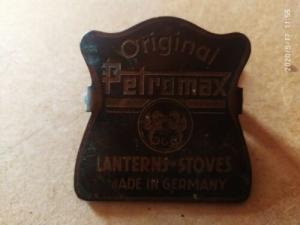 Original
Petromax
LANTERNS-STOVES
MADE IN GERMANY